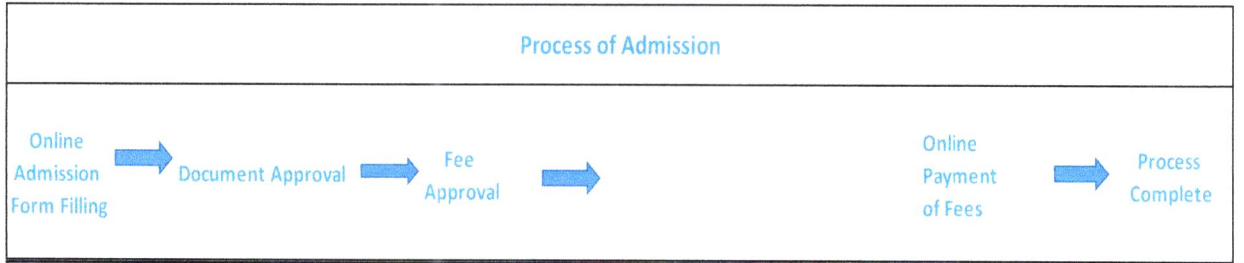 Process of Admission
Online
Admission
Form Filling
Document Approval
Fee
Approval
Online
Payment
of Fees
Process
Complete